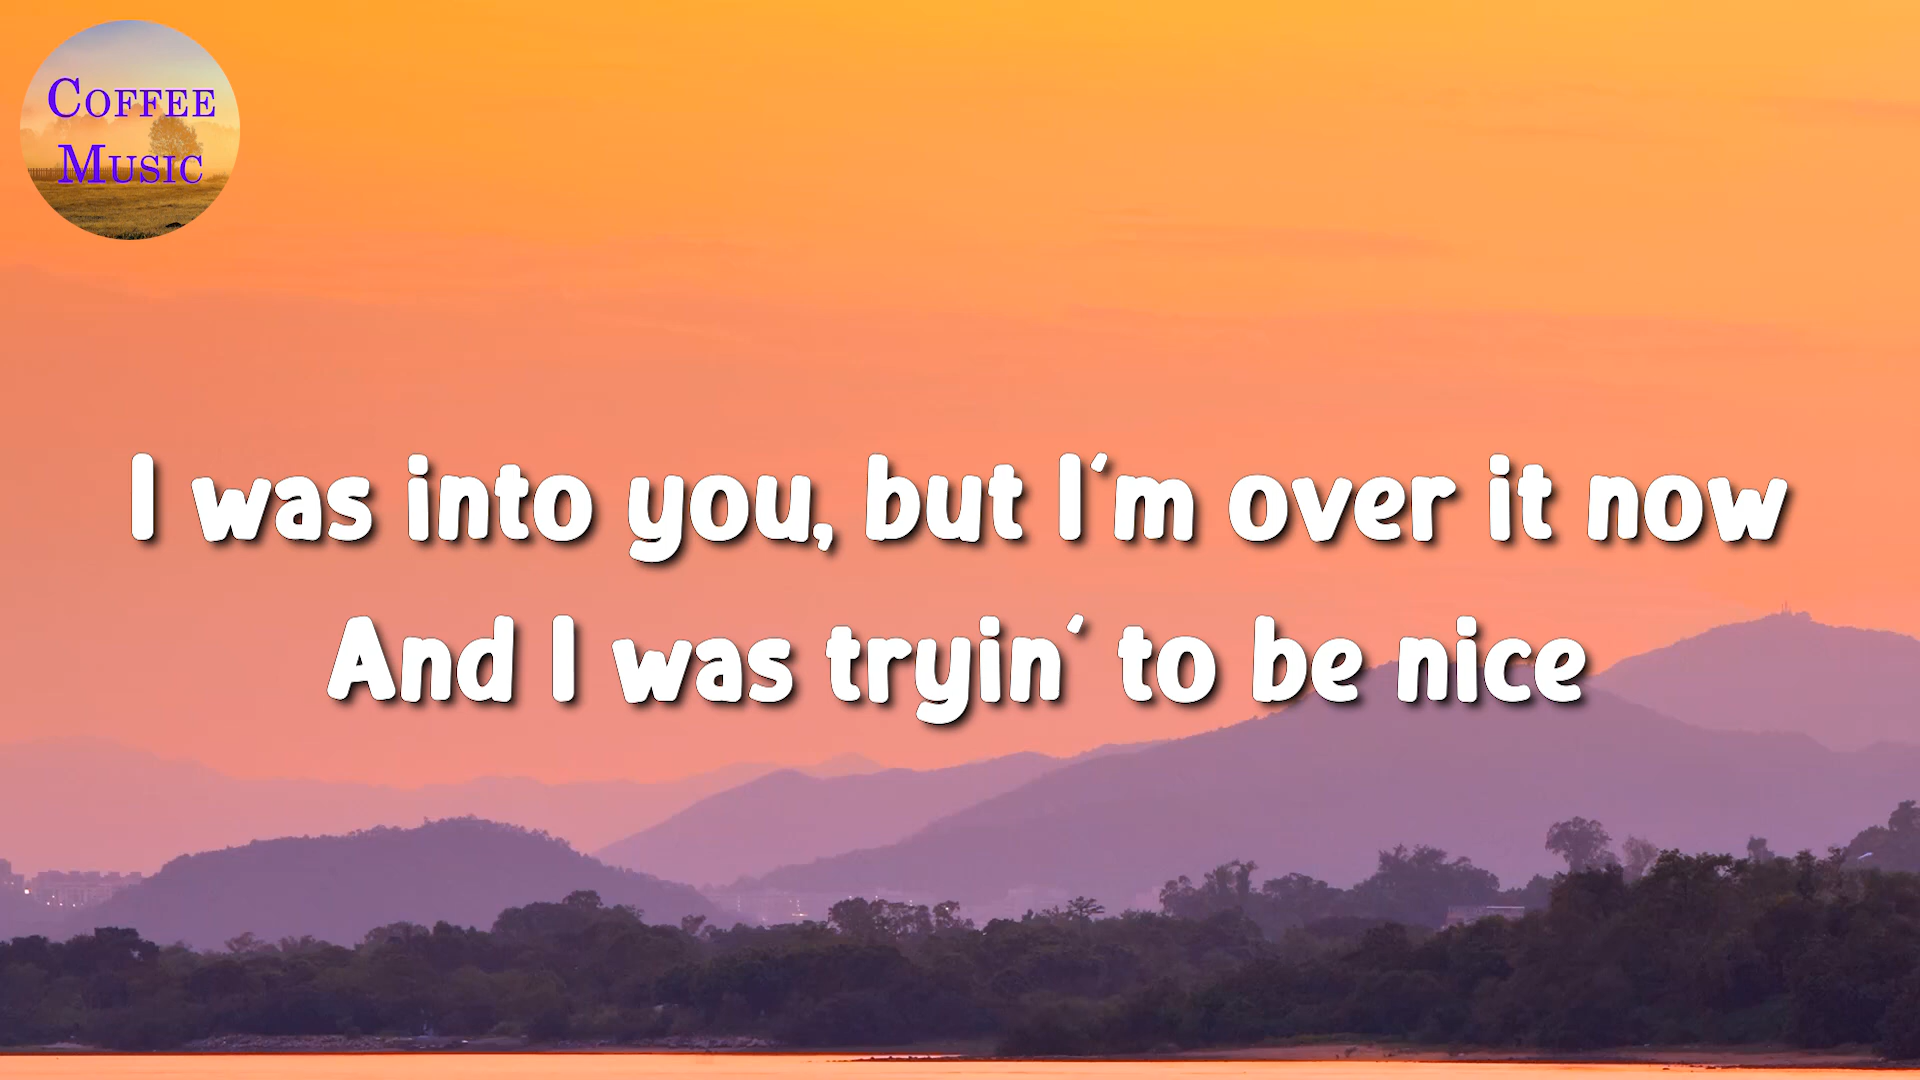 COFFEE
MUSIC
I was into you, but I'm over it now
And I was tryin' to be nice